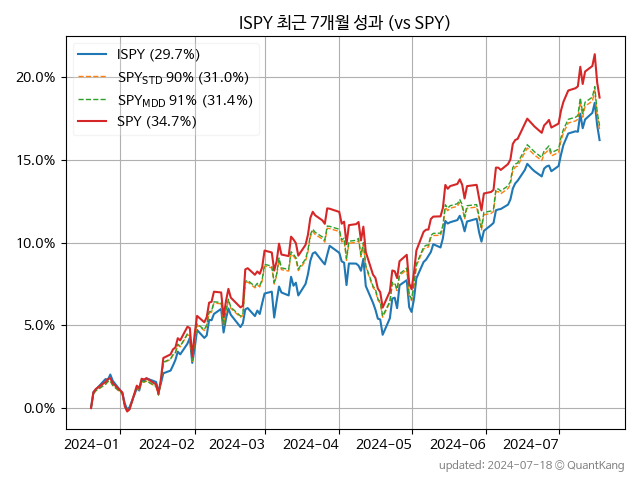 ISPY 최근 7개월 성과 (vs SPY)
ISPY (29.7%)
SPY_STD 90% (31.0%)
SPY_MDD 91% (31.4%)
SPY (34.7%)
20.0%
15.0%
10.0%
5.0%
0.0%
2024-01 2024-02 2024-03 2024-04 2024-05 2024-06 2024-07
updated: 2024-07-18 © QuantKang